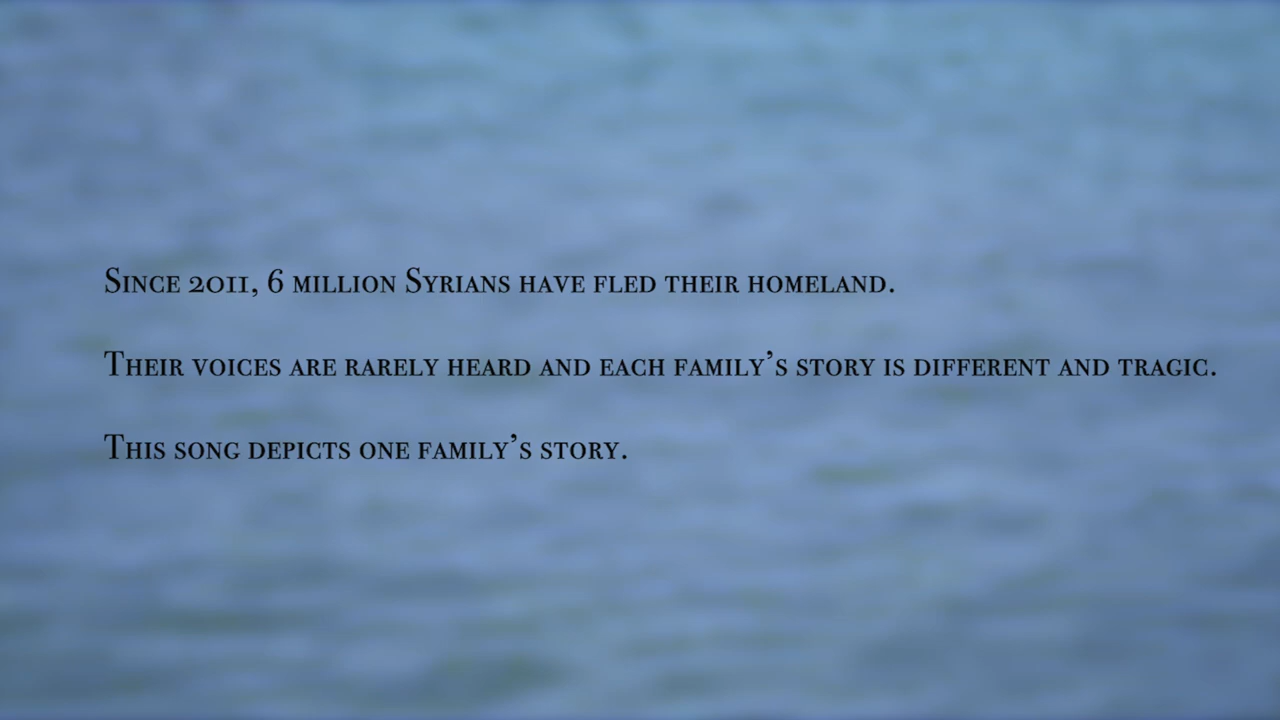 Since 2011, 6 million Syrians have fled their homeland.
Their voices are rarely heard and each family's story is different and tragic.
This song depicts one family's story.